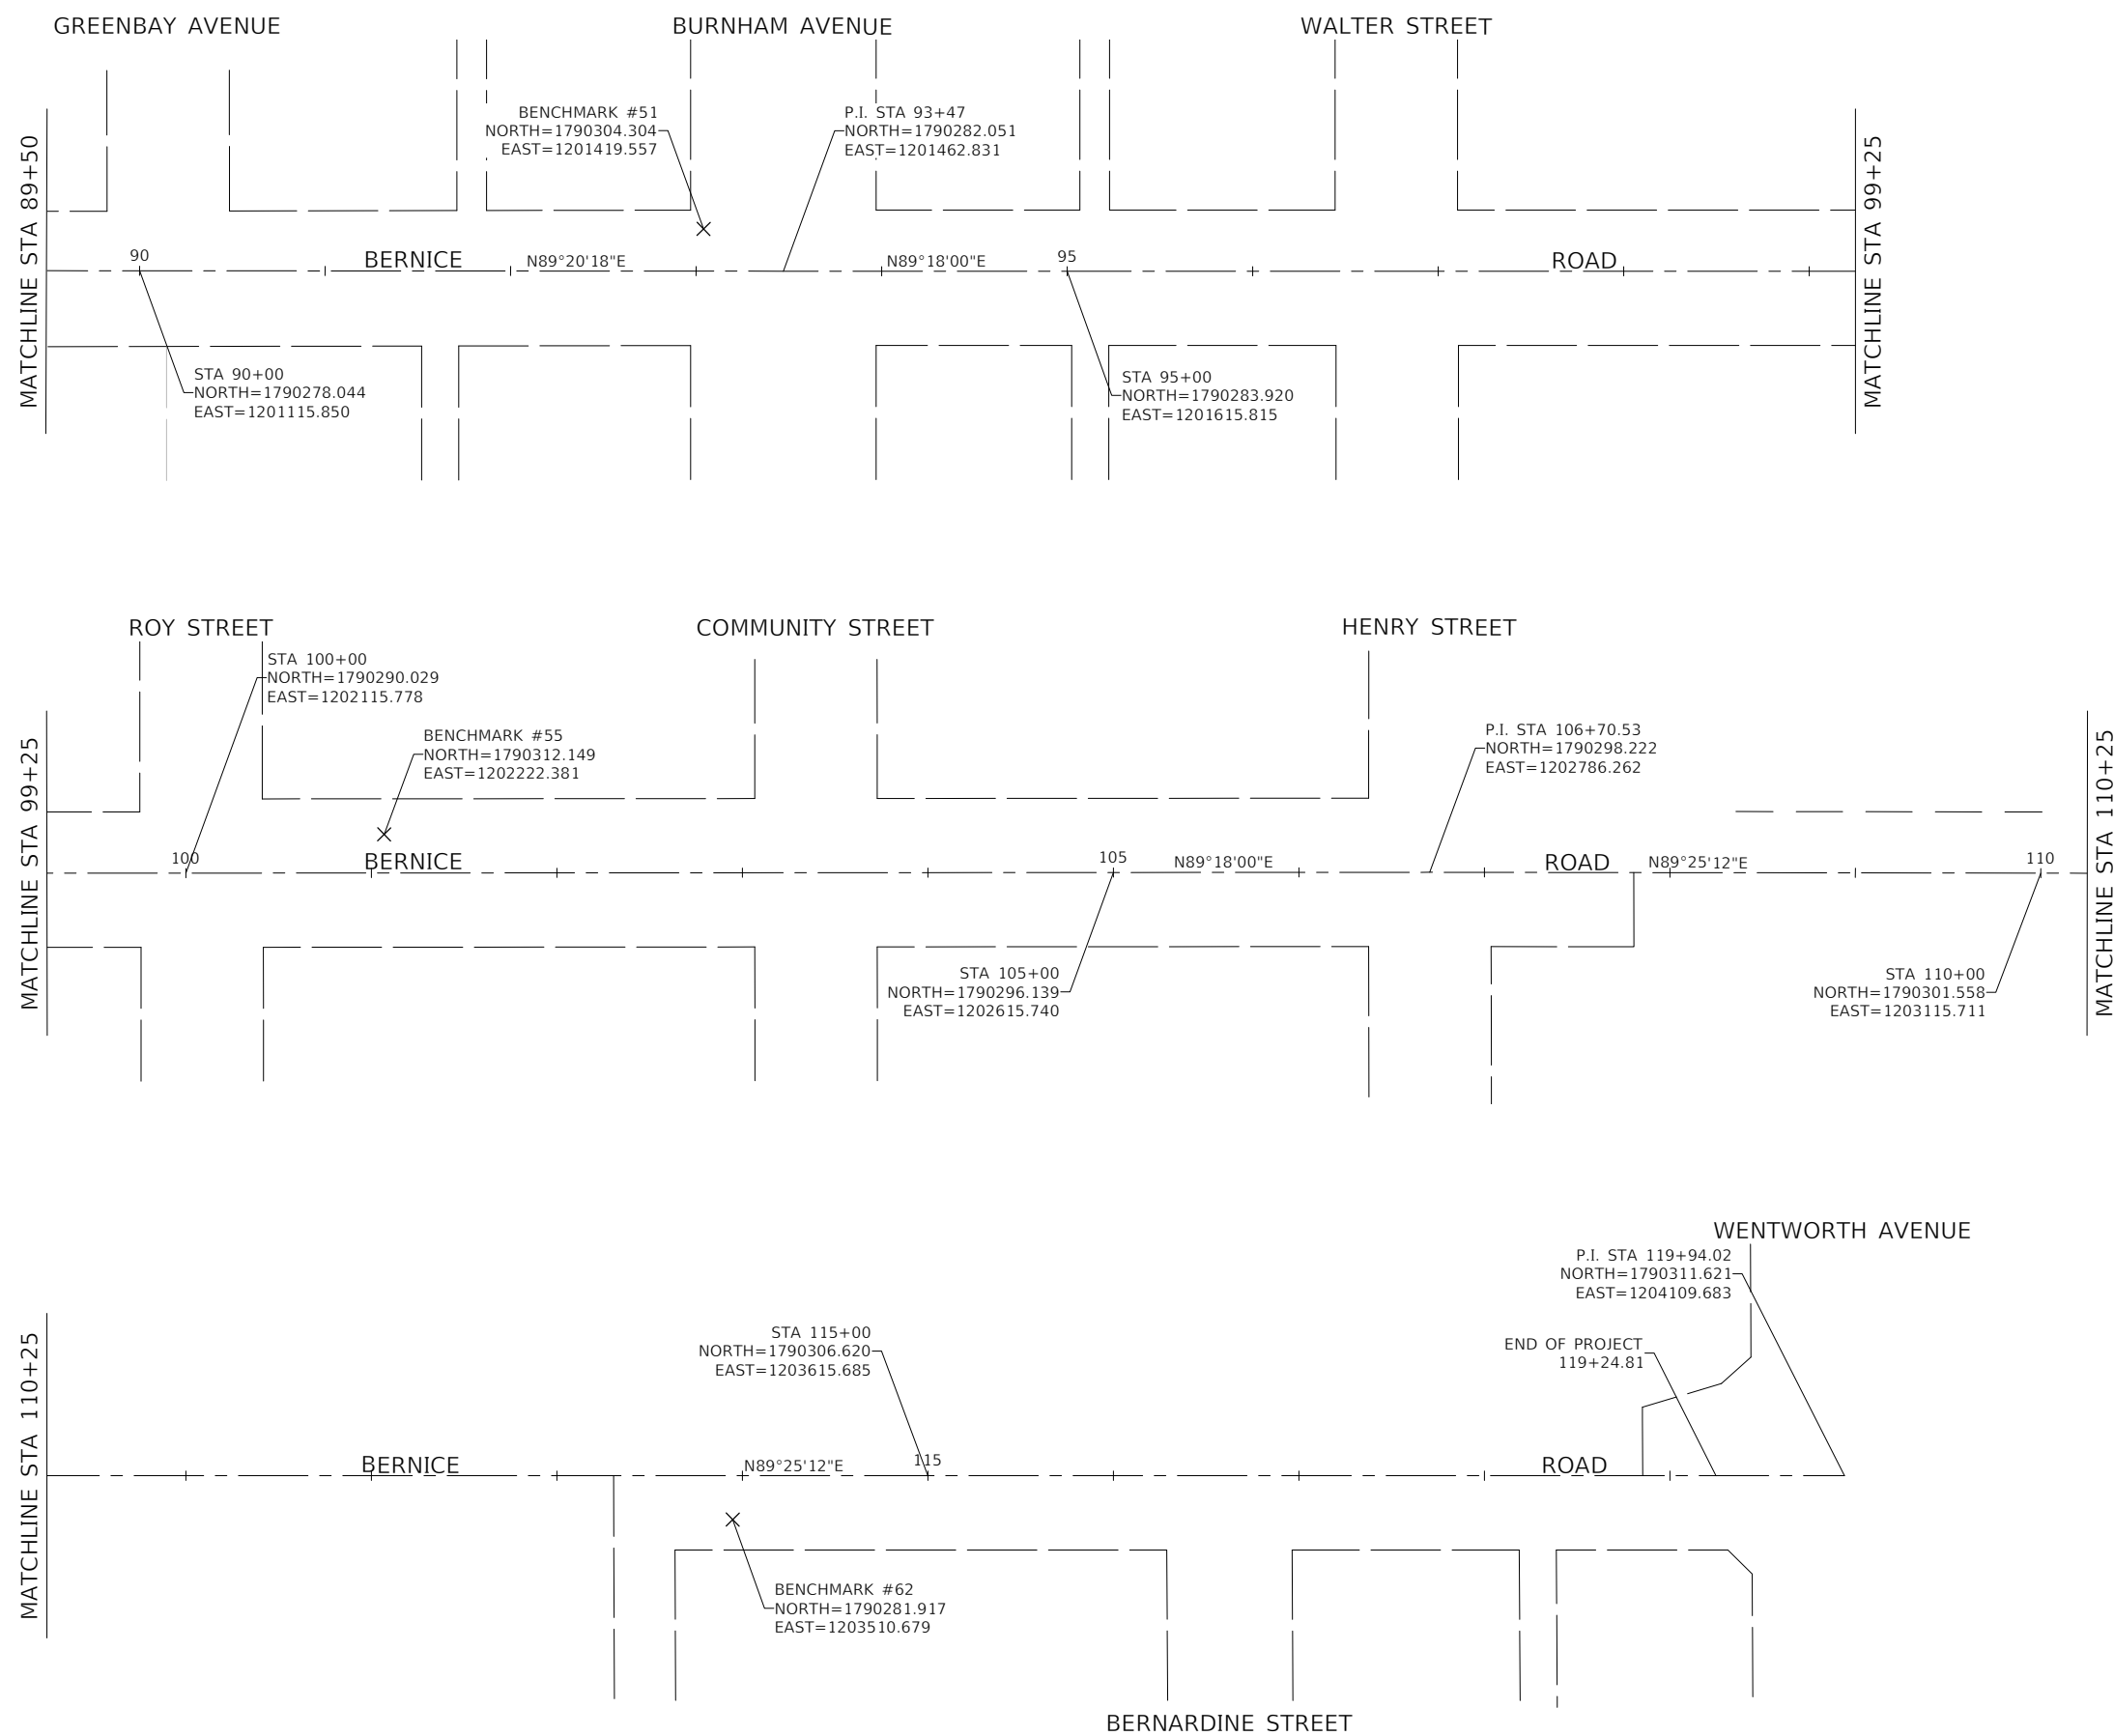 GREENBAY AVENUE
BURNHAM AVENUE
WALTER STREET
MATCHLINE STA 89+50
BENCHMARK #51
NORTH=1790304.304
EAST=1201419.557
P.I. STA 93+47
NORTH=1790282.051
EAST=1201462.831
MATCHLINE STA 99+25
90
BERNICE
N89°20'18"E
N89°18'00"E
95
ROAD
STA 90+00
NORTH=1790278.044
EAST=1201115.850
STA 95+00
NORTH=1790283.920
EAST=1201615.815
ROY STREET
COMMUNITY STREET
HENRY STREET
STA 100+00
NORTH=1790290.029
EAST=1202115.778
BENCHMARK #55
NORTH=1790312.149
EAST=1202222.381
P.I. STA 106+70.53
NORTH=1790298.222
EAST=1202786.262
MATCHLINE STA 99+25
MATCHLINE STA 110+25
100
BERNICE
105
N89°18'00"E
ROAD
N89°25'12"E
110
STA 105+00
NORTH=1790296.139
EAST=1202615.740
STA 110+00
NORTH=1790301.558
EAST=1203115.711
WENTWORTH AVENUE
P.I. STA 119+94.02
NORTH=1790311.621
EAST=1204109.683
STA 115+00
NORTH=1790306.620
EAST=1203615.685
END OF PROJECT
119+24.81
MATCHLINE STA 110+25
BERNICE
N89°25'12"E
115
ROAD
BENCHMARK #62
NORTH=1790281.917
EAST=1203510.679
BERNARDINE STREET